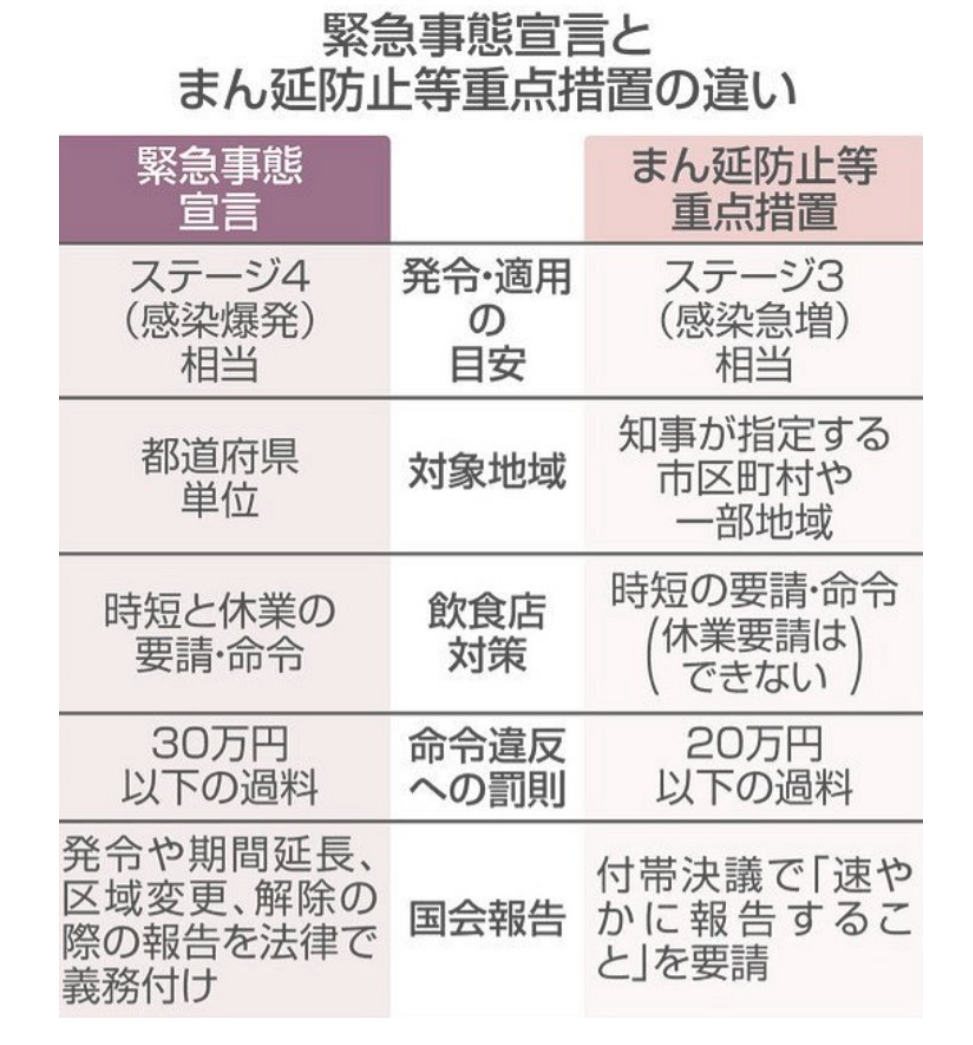 緊急事態宣言と
まん延防止等重点措置の違い
緊急事態
宣言
まん延防止等
重点措置
ステージ4
（感染爆発）
相当
発令・適用
の
目安
ステージ3
（感染急増）
相当
都道府県
単位
対象地域
知事が指定する
市区町村や
一部地域
時短と休業の
要請・命令
飲食店
対策
時短の要請・命令
（休業要請は
できない）
30万円
以下の過料
命令違反
への罰則
20万円
以下の過料
発令や期間延長、
区域変更、解除の
際の報告を法律で
義務付け
国会報告
付帯決議で「速や
かに報告するこ
と」を要請